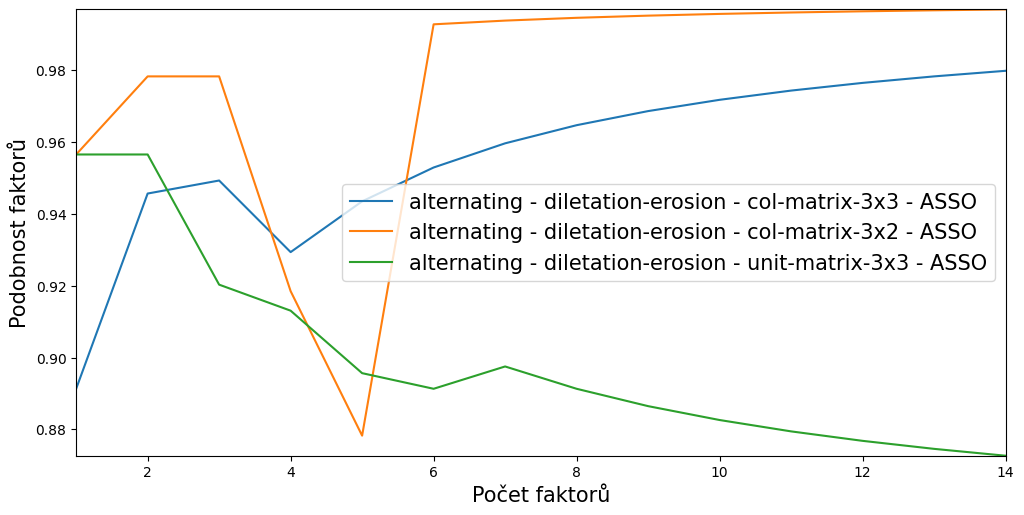 0.98
0.96
0.94
0.92
0.90
0.88
Podobnost faktorů
alternating - diletation-erosion - col-matrix-3x3 - ASSO
alternating - diletation-erosion - col-matrix-3x2 - ASSO
alternating - diletation-erosion - unit-matrix-3x3 - ASSO
2 4 6 8 10 12 14
Počet faktorů